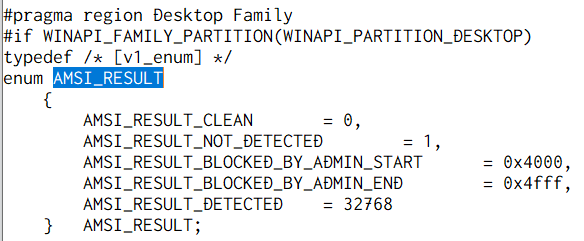 #pragma region Desktop Family
#if WINAPI_FAMILY_PARTITION(WINAPI_PARTITION_DESKTOP)
typedef /* [v1_enum] */
enum AMSI_RESULT
{
AMSI_RESULT_CLEAN = 0,
AMSI_RESULT_NOT_DETECTED = 1,
AMSI_RESULT_BLOCKED_BY_ADMIN_START = 0x4000,
AMSI_RESULT_BLOCKED_BY_ADMIN_END = 0x4fff,
AMSI_RESULT_DETECTED = 32768
} AMSI_RESULT;